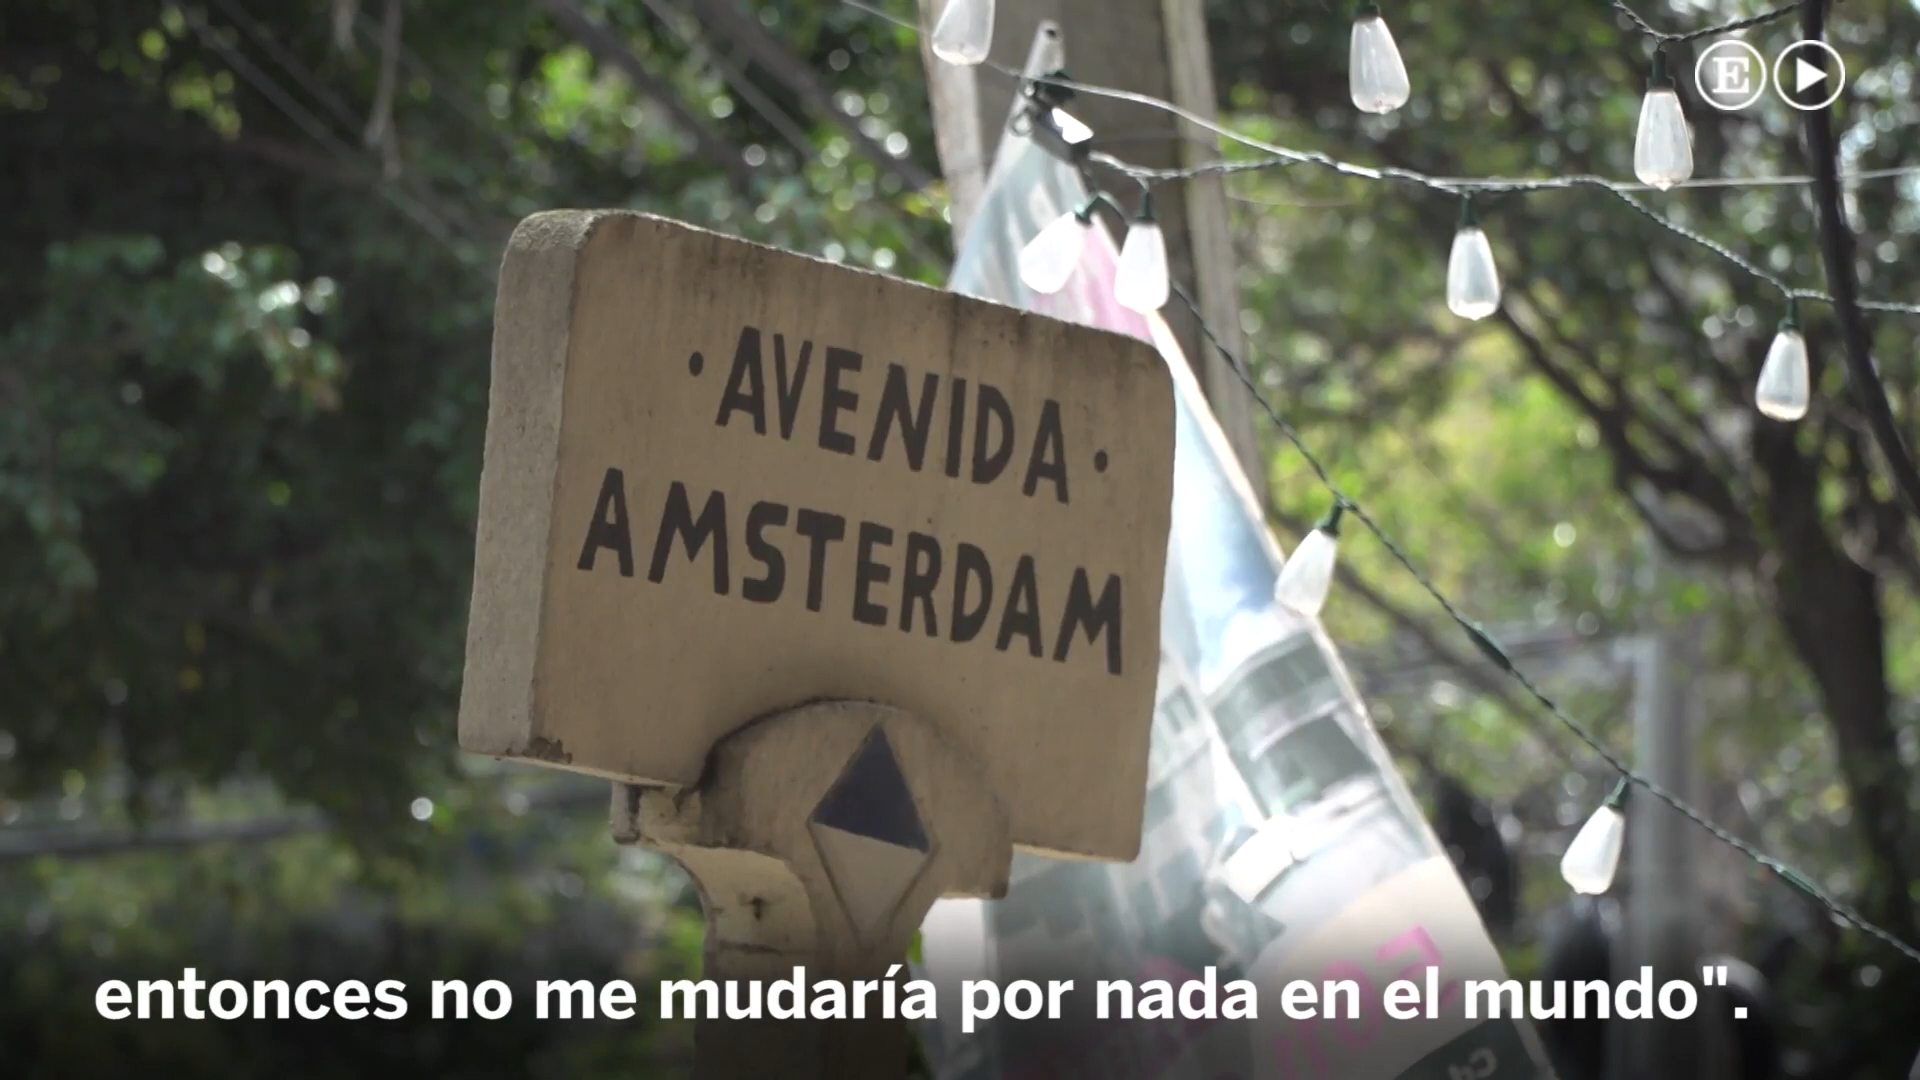 E
· AVENIDA ·
AMSTERDAM
entonces no me mudaría por nada en el mundo".